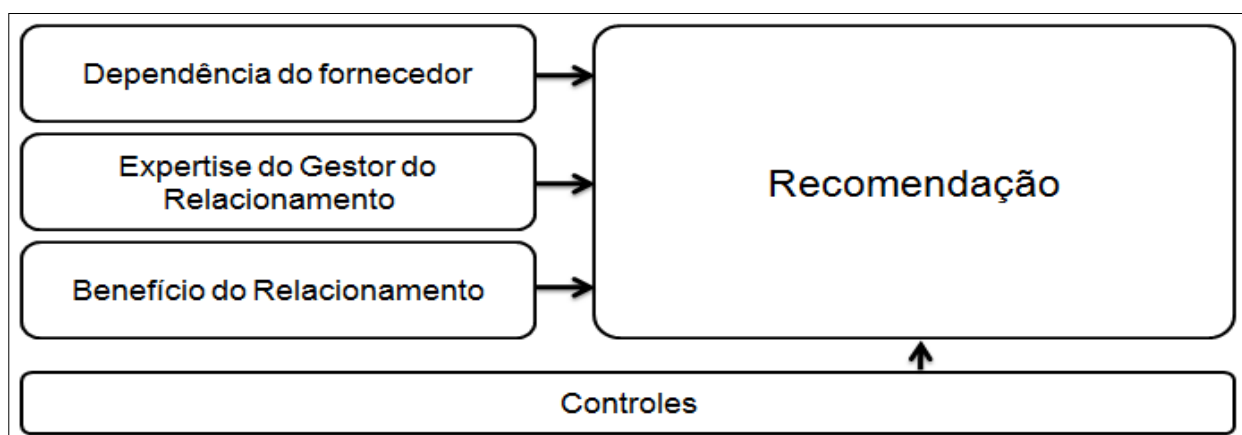 Dependência do fornecedor
Expertise do Gestor do
Relacionamento
Benefício do Relacionamento
Recomendação
Controles